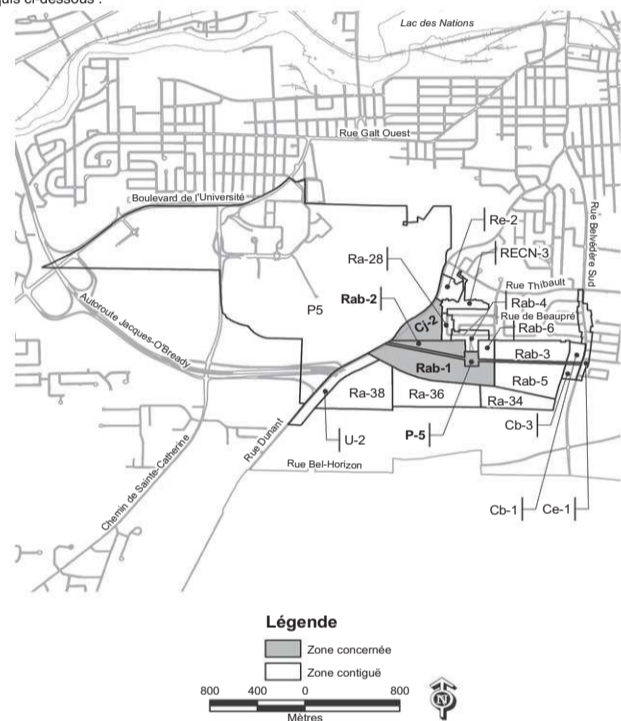 Lac des Nations
Rue Galt Ouest
Boulevard de l'Université
Rue Belvédère Sud
Re-2
RECN-3
Ra-28
Rue Thibault
Rab-4
Rab-2
P5
Cj-2
Rue de Beaupré
Rab-6
Autoroute Jacques-O'Bready
Rab-3
Rab-1
Rab-5
Ra-38
Ra-36
Ra-34
U-2
P-5
Cb-3
Rue Dunant
Rue Bel-Horizon
Chemin de Sainte-Catherine
Cb-1
Ce-1
Légende
Zone concernée
Zone contiguë
800 400 0 800
Mètres
N